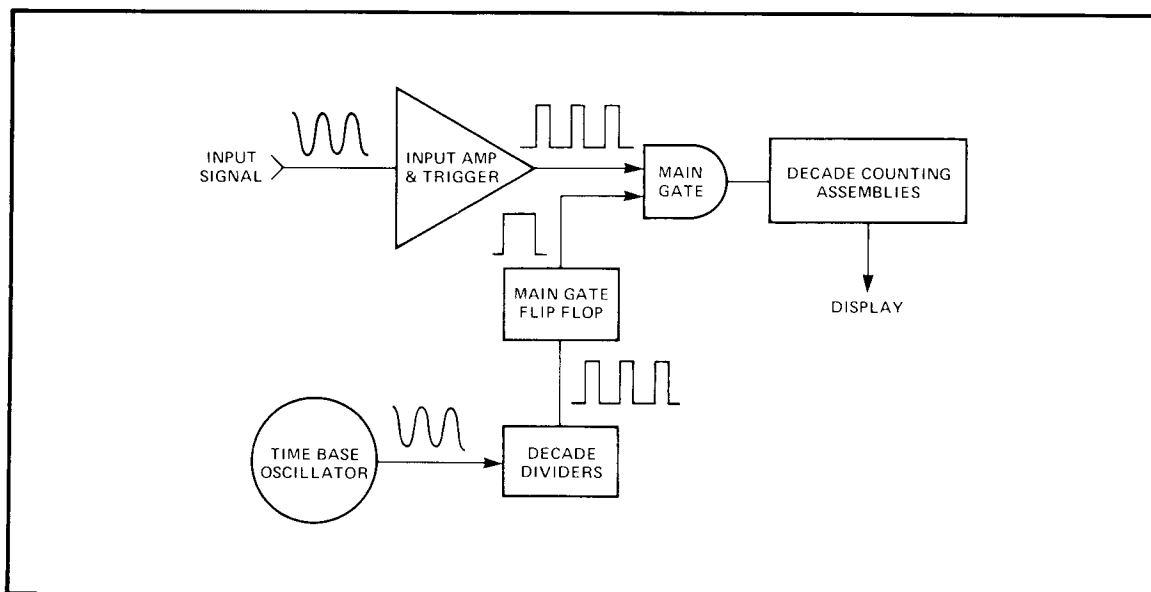 INPUT
SIGNAL
INPUT AMP
& TRIGGER
MAIN
GATE
DECADE COUNTING
ASSEMBLIES
MAIN GATE
FLIP FLOP
DISPLAY
TIME BASE
OSCILLATOR
DECADE
DIVIDERS